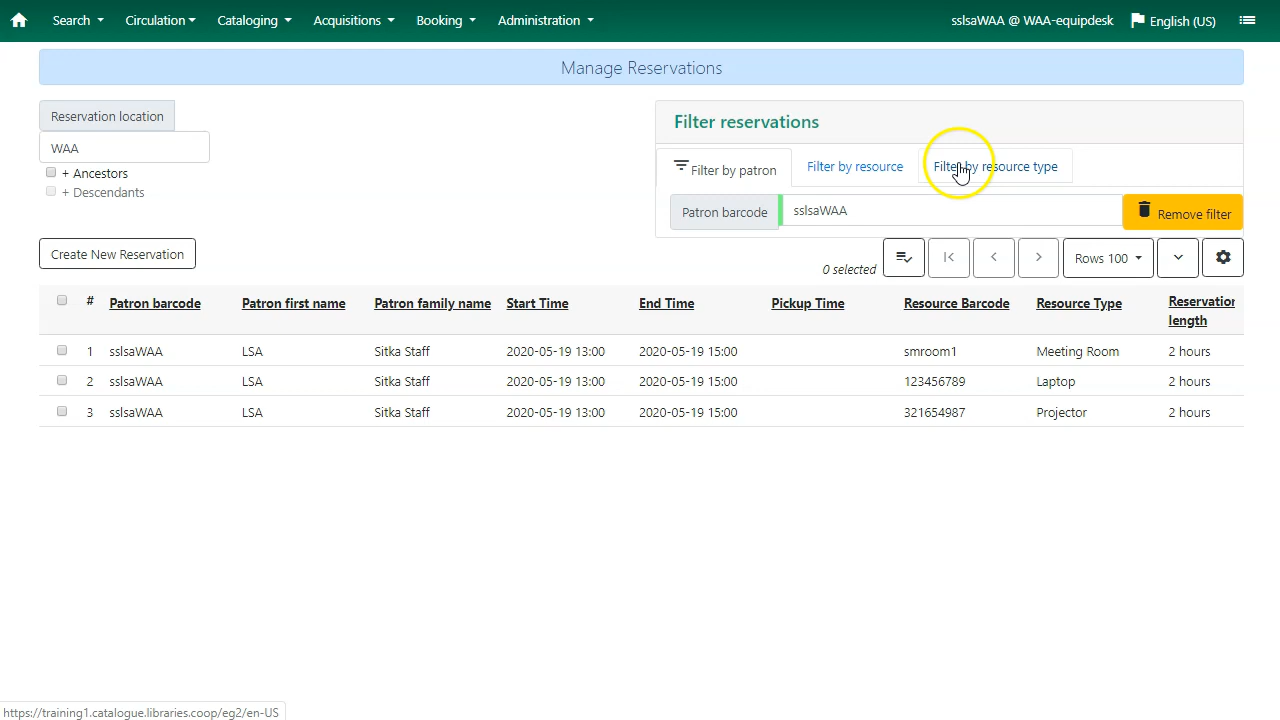 Search Circulation Cataloging Acquisitions Booking Administration sslsaWAA @ WAA-equipdesk English (US)
Manage Reservations
Reservation location
WAA
+ Ancestors
+ Descendants
Filter reservations
Filter by patron Filter by resource Filter by resource type
Patron barcode sslsaWAA Remove filter
Create New Reservation 0 selected Rows 100
# Patron barcode Patron first name Patron family name Start Time End Time Pickup Time Resource Barcode Resource Type Reservation length
1 sslsaWAA LSA Sitka Staff 2020-05-19 13:00 2020-05-19 15:00 smroom1 Meeting Room 2 hours
2 sslsaWAA LSA Sitka Staff 2020-05-19 13:00 2020-05-19 15:00 123456789 Laptop 2 hours
3 sslsaWAA LSA Sitka Staff 2020-05-19 13:00 2020-05-19 15:00 321654987 Projector 2 hours
https://training1.catalogue.libraries.coop/eg2/en-US